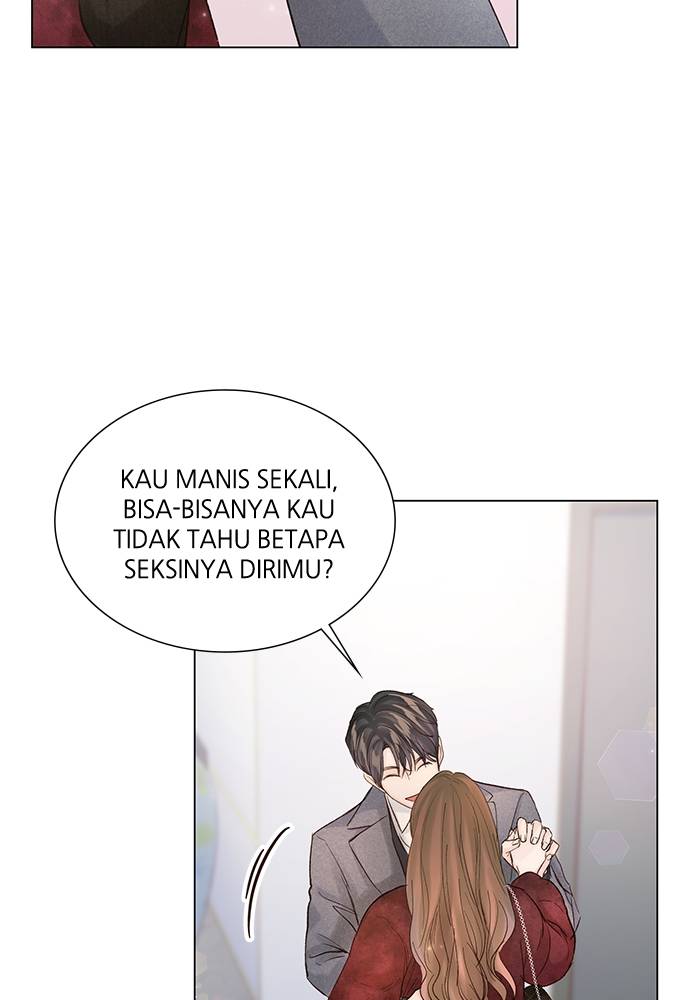 KAU MANIS SEKALI,
BISA-BISANYA KAU
TIDAK TAHU BETAPA
SEKSINYA DIRIMU?